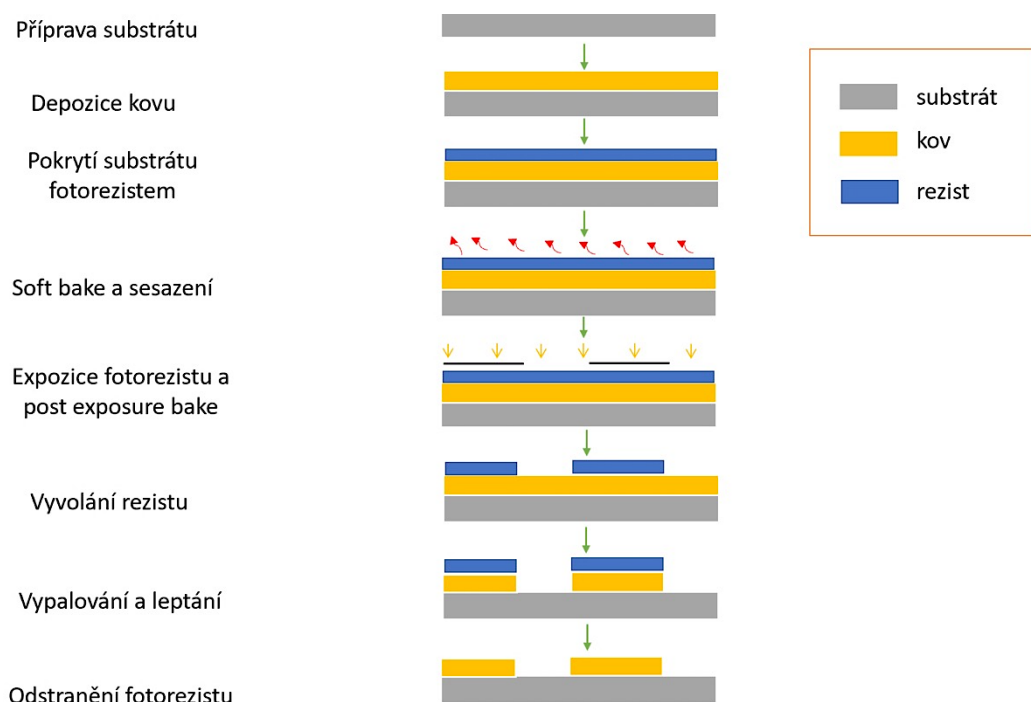 Příprava substrátu
Depozice kovu
Pokrytí substrátu
fotorezistem
Soft bake a sesazení
Expozice fotorezistu a
post exposure bake
Vyvolání rezistu
Vypalování a leptání
Odstranění fotorezistu
substrát
kov
rezist